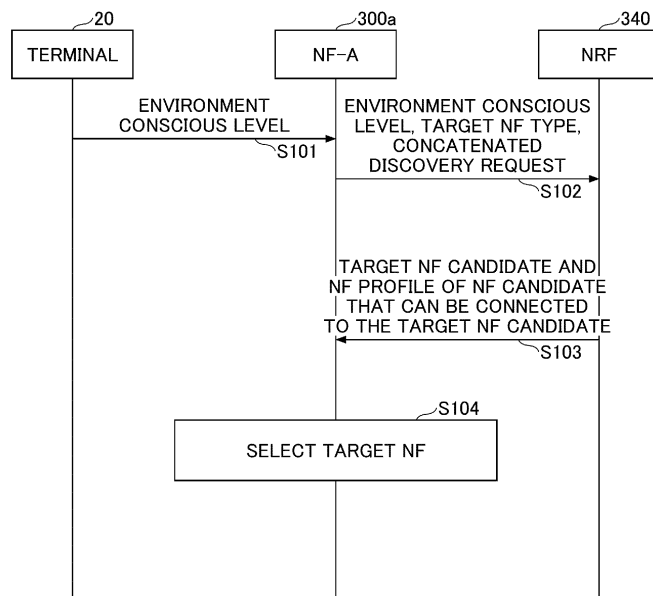 20
300a
340
TERMINAL
NF-A
NRF
ENVIRONMENT
CONSCIOUS LEVEL
S101
ENVIRONMENT CONSCIOUS
LEVEL, TARGET NF TYPE,
CONCATENATED
DISCOVERY REQUEST
S102
TARGET NF CANDIDATE AND
NF PROFILE OF NF CANDIDATE
THAT CAN BE CONNECTED
TO THE TARGET NF CANDIDATE
S103
S104
SELECT TARGET NF